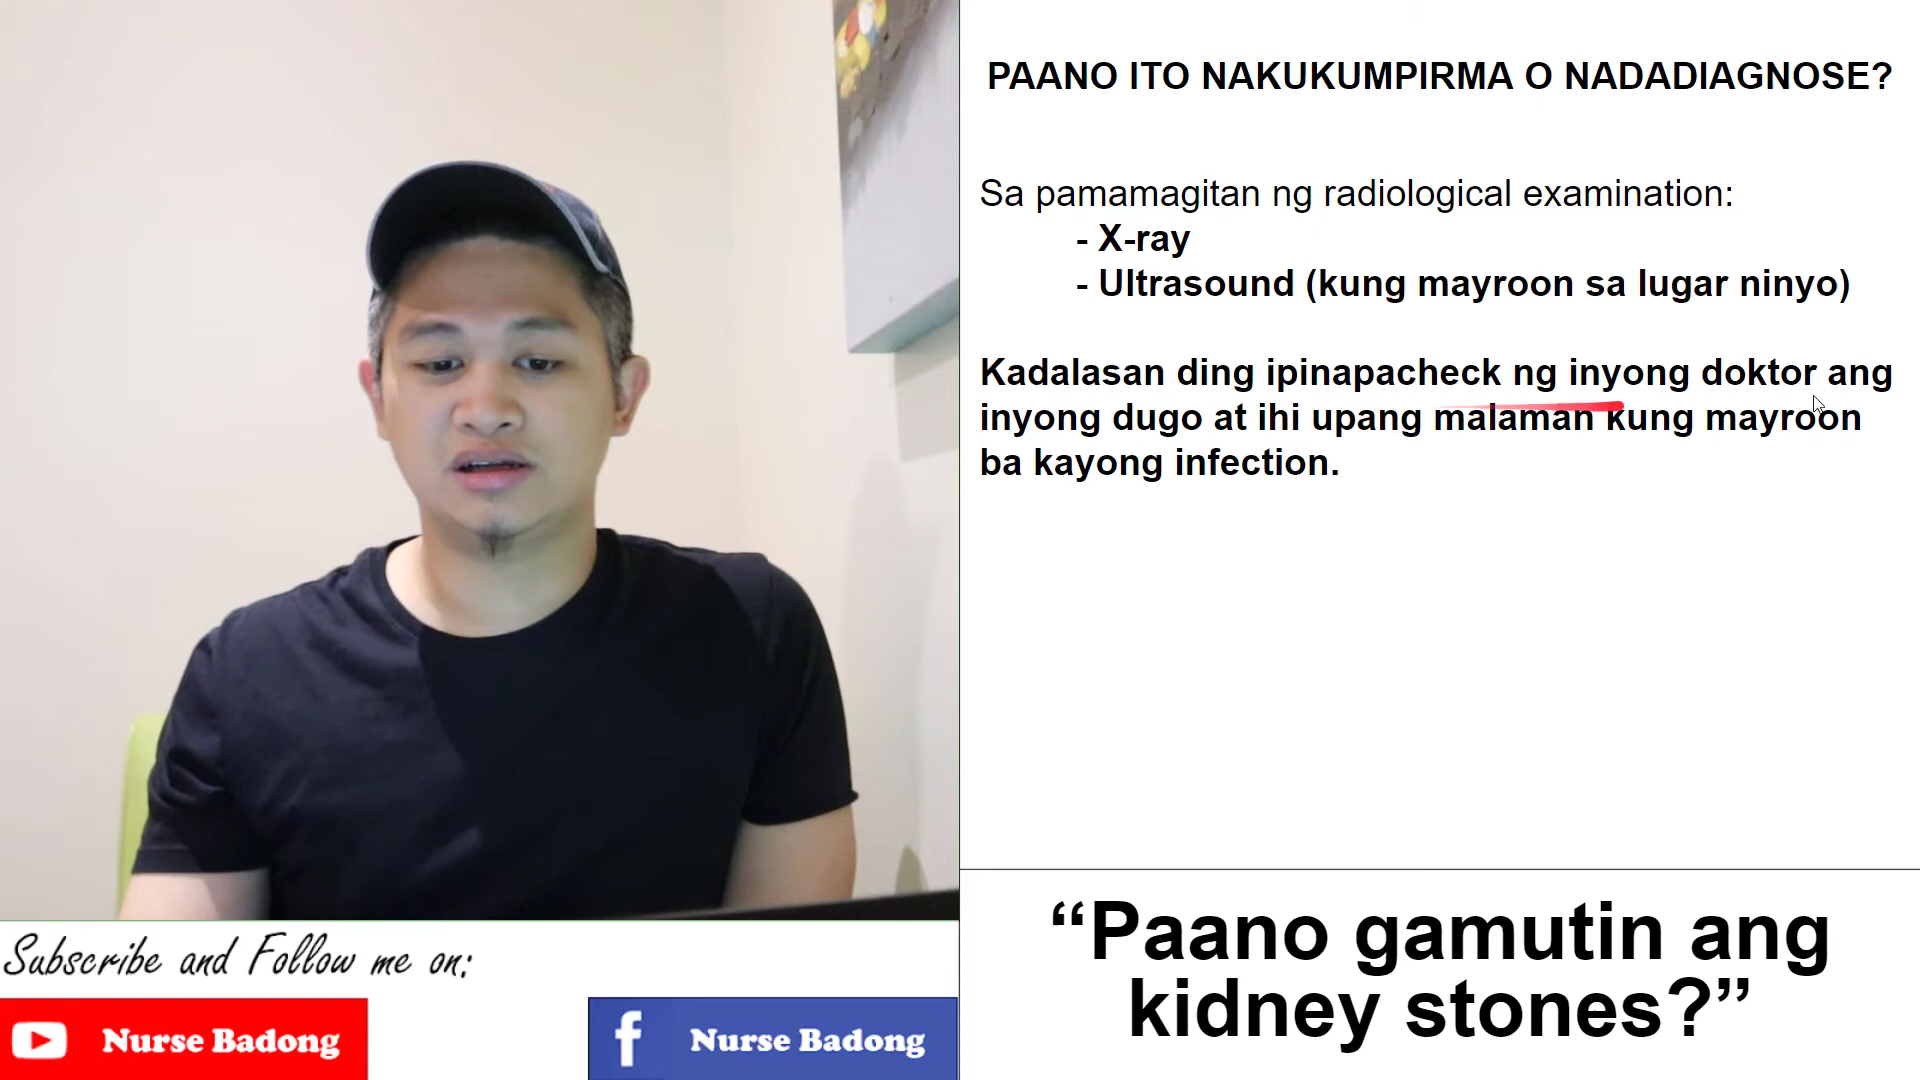 PAANO ITO NAKUKUMPIRMA O NADADIAGNOSE?
Sa pamamagitan ng radiological examination:
- X-ray
- Ultrasound (kung mayroon sa lugar ninyo)
Kadalasan ding ipinapacheck ng inyong doktor ang
inyong dugo at ihi upang malaman kung mayroon
ba kayong infection.
“Paano gamutin ang
kidney stones?”
Subscribe and Follow me on:
Nurse Badong
Nurse Badong